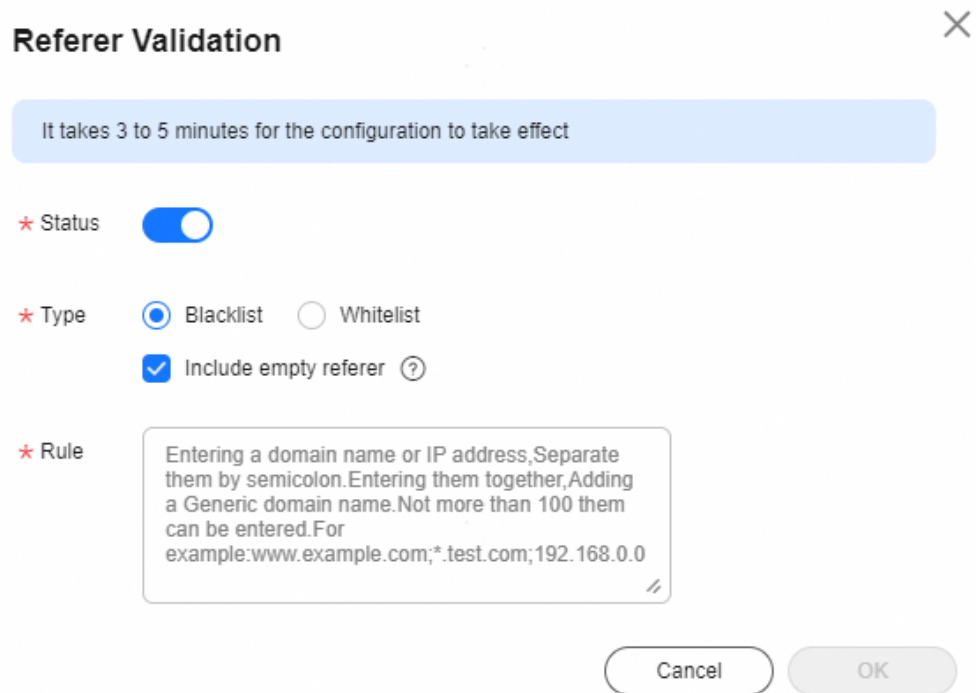 Referer Validation
It takes 3 to 5 minutes for the configuration to take effect
* Status
* Type Blacklist Whitelist
Include empty referer ?
* Rule
Entering a domain name or IP address,Separate
them by semicolon.Entering them together,Adding
a Generic domain name.Not more than 100 them
can be entered.For
example:www.example.com;*.test.com;192.168.0.0
Cancel OK